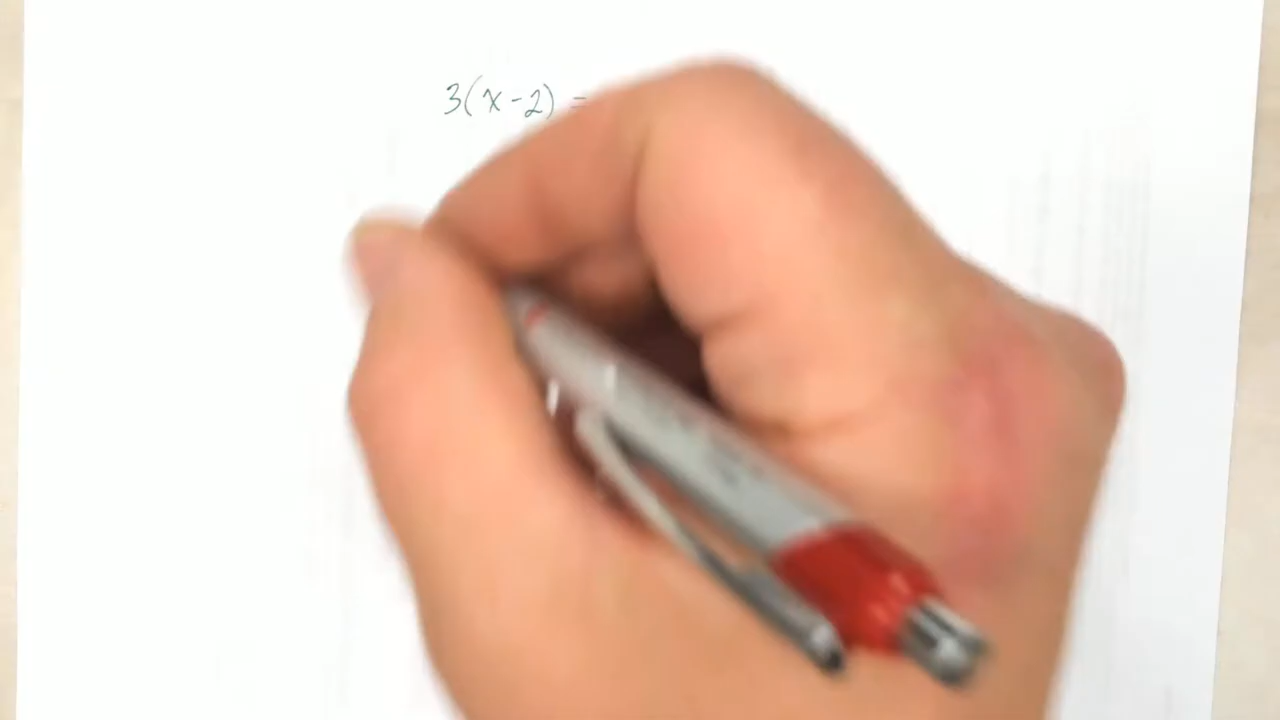 3(x-2) =